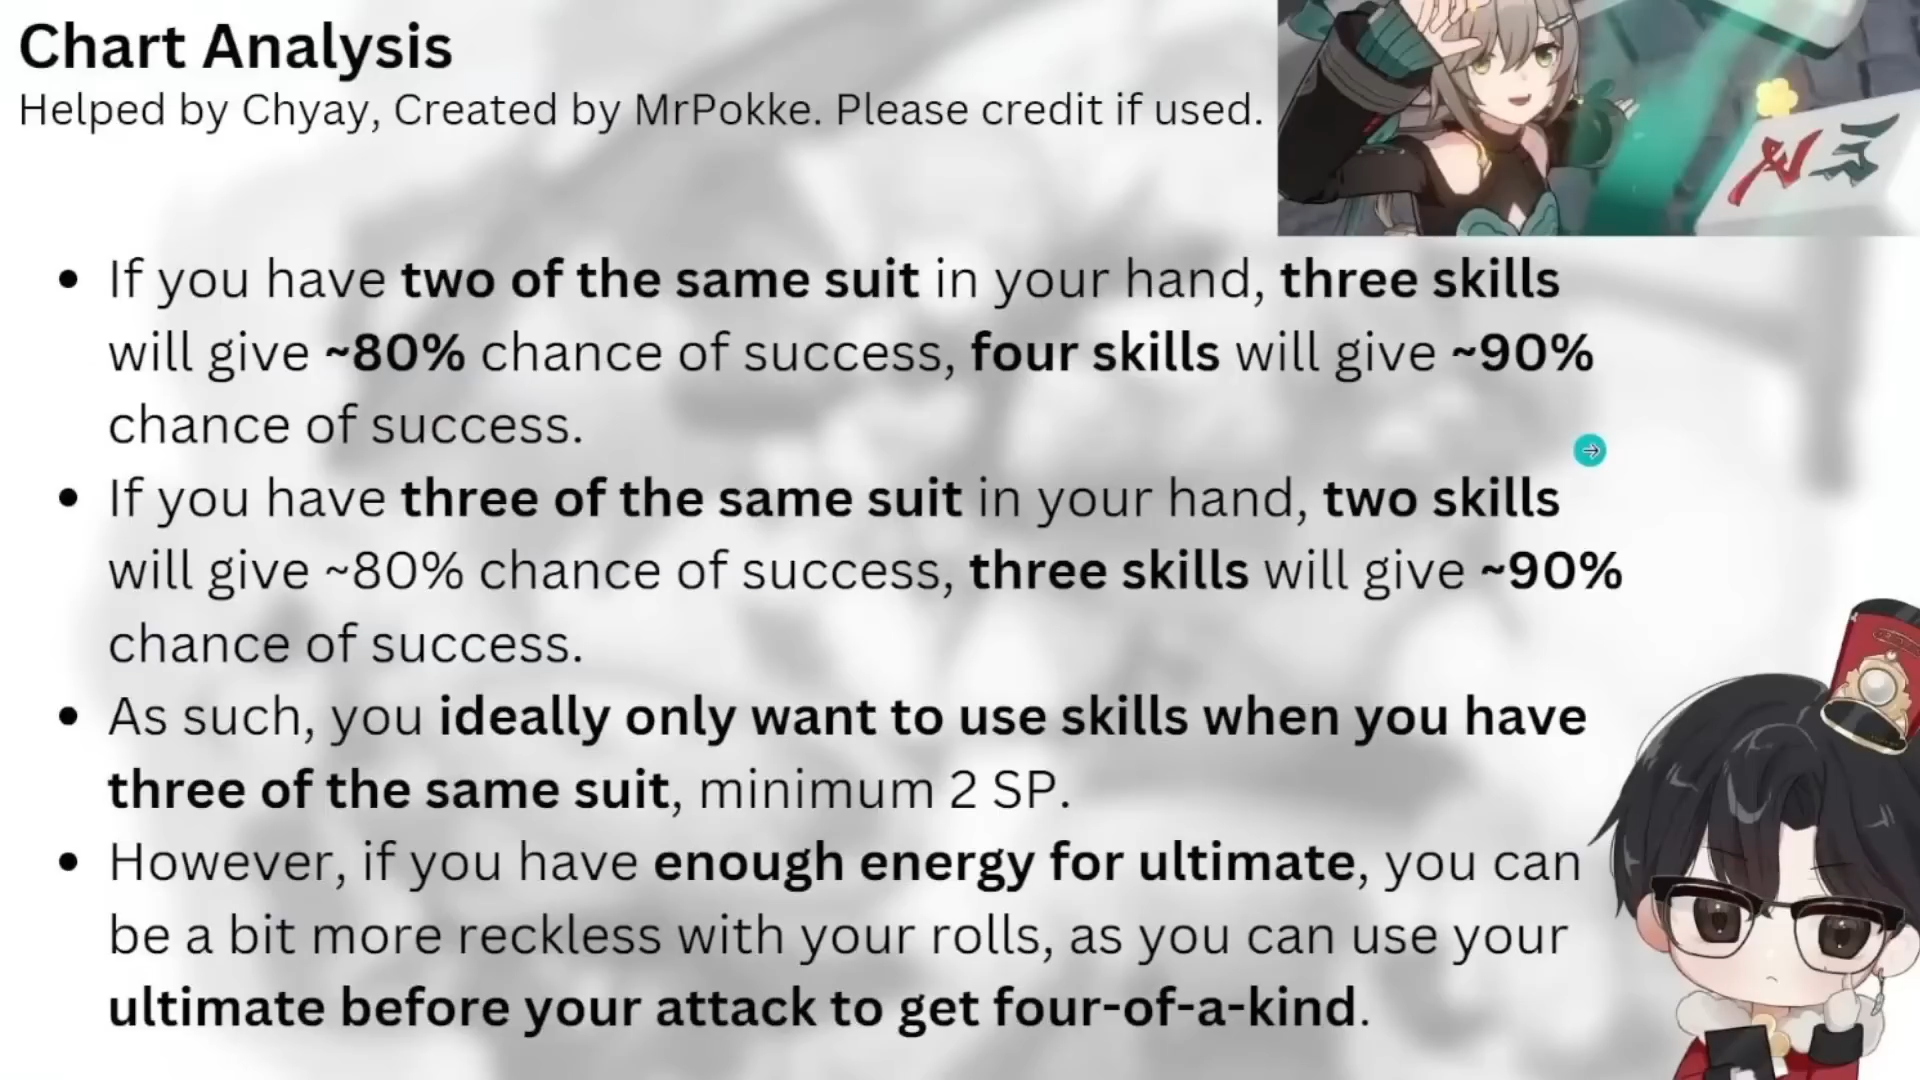 Chart Analysis
Helped by Chyay, Created by MrPokke. Please credit if used.
• If you have two of the same suit in your hand, three skills
will give ~80% chance of success, four skills will give ~90%
chance of success.
• If you have three of the same suit in your hand, two skills
will give ~80% chance of success, three skills will give ~90%
chance of success.
• As such, you ideally only want to use skills when you have
three of the same suit, minimum 2 SP.
• However, if you have enough energy for ultimate, you can
be a bit more reckless with your rolls, as you can use your
ultimate before your attack to get four-of-a-kind.